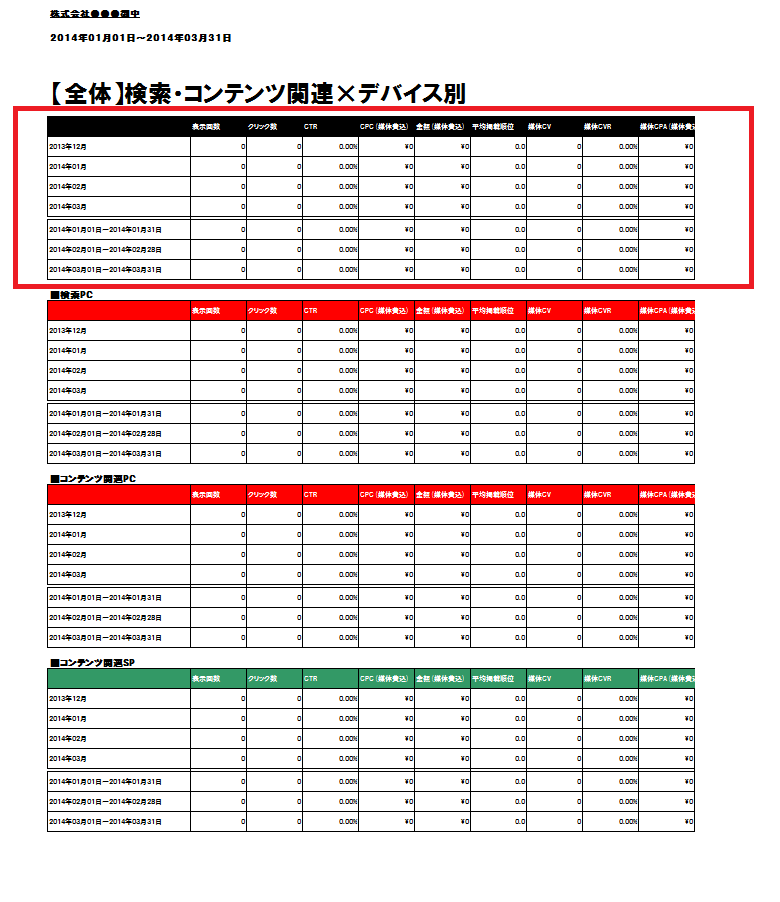 株式会社●●●御中
2014年01月01日～2014年03月31日
【全体】検索・コンテンツ関連×デバイス別
表示回数 クリック数 CTR CPC（媒体費込） 金額（媒体費込） 平均掲載順位 媒体CV 媒体CVR 媒体CPA（媒体費込
2013年12月 0 0 0.00% ¥0 ¥0 0.0 0 0.00% ¥0
2014年01月 0 0 0.00% ¥0 ¥0 0.0 0 0.00% ¥0
2014年02月 0 0 0.00% ¥0 ¥0 0.0 0 0.00% ¥0
2014年03月 0 0 0.00% ¥0 ¥0 0.0 0 0.00% ¥0
2014年01月01日－2014年01月31日 0 0 0.00% ¥0 ¥0 0.0 0 0.00% ¥0
2014年02月01日－2014年02月28日 0 0 0.00% ¥0 ¥0 0.0 0 0.00% ¥0
2014年03月01日－2014年03月31日 0 0 0.00% ¥0 ¥0 0.0 0 0.00% ¥0
■検索PC
表示回数 クリック数 CTR CPC（媒体費込） 金額（媒体費込） 平均掲載順位 媒体CV 媒体CVR 媒体CPA（媒体費込
2013年12月 0 0 0.00% ¥0 ¥0 0.0 0 0.00% ¥0
2014年01月 0 0 0.00% ¥0 ¥0 0.0 0 0.00% ¥0
2014年02月 0 0 0.00% ¥0 ¥0 0.0 0 0.00% ¥0
2014年03月 0 0 0.00% ¥0 ¥0 0.0 0 0.00% ¥0
2014年01月01日－2014年01月31日 0 0 0.00% ¥0 ¥0 0.0 0 0.00% ¥0
2014年02月01日－2014年02月28日 0 0 0.00% ¥0 ¥0 0.0 0 0.00% ¥0
2014年03月01日－2014年03月31日 0 0 0.00% ¥0 ¥0 0.0 0 0.00% ¥0
■コンテンツ関連PC
表示回数 クリック数 CTR CPC（媒体費込） 金額（媒体費込） 平均掲載順位 媒体CV 媒体CVR 媒体CPA（媒体費込
2013年12月 0 0 0.00% ¥0 ¥0 0.0 0 0.00% ¥0
2014年01月 0 0 0.00% ¥0 ¥0 0.0 0 0.00% ¥0
2014年02月 0 0 0.00% ¥0 ¥0 0.0 0 0.00% ¥0
2014年03月 0 0 0.00% ¥0 ¥0 0.0 0 0.00% ¥0
2014年01月01日－2014年01月31日 0 0 0.00% ¥0 ¥0 0.0 0 0.00% ¥0
2014年02月01日－2014年02月28日 0 0 0.00% ¥0 ¥0 0.0 0 0.00% ¥0
2014年03月01日－2014年03月31日 0 0 0.00% ¥0 ¥0 0.0 0 0.00% ¥0
■コンテンツ関連SP
表示回数 クリック数 CTR CPC（媒体費込） 金額（媒体費込） 平均掲載順位 媒体CV 媒体CVR 媒体CPA（媒体費込
2013年12月 0 0 0.00% ¥0 ¥0 0.0 0 0.00% ¥0
2014年01月 0 0 0.00% ¥0 ¥0 0.0 0 0.00% ¥0
2014年02月 0 0 0.00% ¥0 ¥0 0.0 0 0.00% ¥0
2014年03月 0 0 0.00% ¥0 ¥0 0.0 0 0.00% ¥0
2014年01月01日－2014年01月31日 0 0 0.00% ¥0 ¥0 0.0 0 0.00% ¥0
2014年02月01日－2014年02月28日 0 0 0.00% ¥0 ¥0 0.0 0 0.00% ¥0
2014年03月01日－2014年03月31日 0 0 0.00% ¥0 ¥0 0.0 0 0.00% ¥0